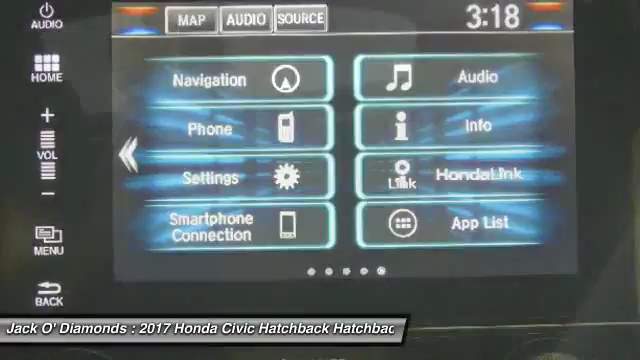 AUDIO
HOME
VOL
MENU
BACK
MAP AUDIO SOURCE 3:18
Navigation Audio
Phone Info
Settings Link HondaLink
Smartphone Connection App List
Jack O' Diamonds : 2017 Honda Civic Hatchback Hatchbac